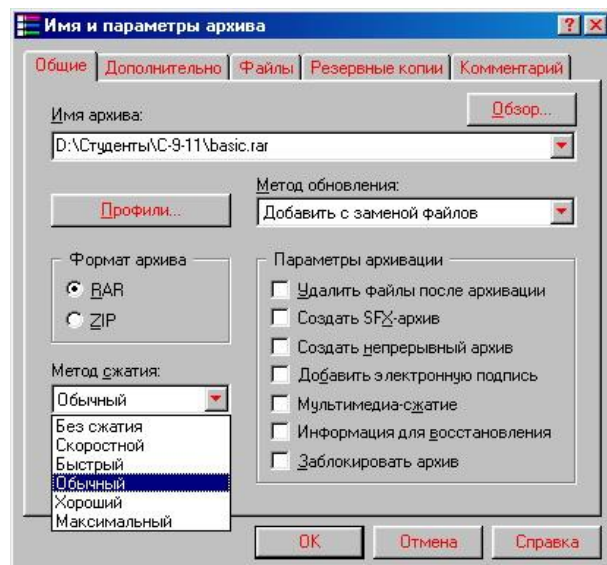 Имя и параметры архива
Общие Дополнительно Файлы Резервные копии Комментарий
Имя архива:
Обзор...
D:\Студенты\С-9-11\basic.rar
Профили...
Метод обновления:
Добавить с заменой файлов
Формат архива
RAR
ZIP
Метод сжатия:
Обычный
Без сжатия
Скоростной
Быстрый
Обычный
Хороший
Максимальный
Параметры архивации
Удалить файлы после архивации
Создать SFX-архив
Создать непрерывный архив
Добавить электронную подпись
Мультимедиа-сжатие
Информация для восстановления
Заблокировать архив
OK
Отмена
Справка